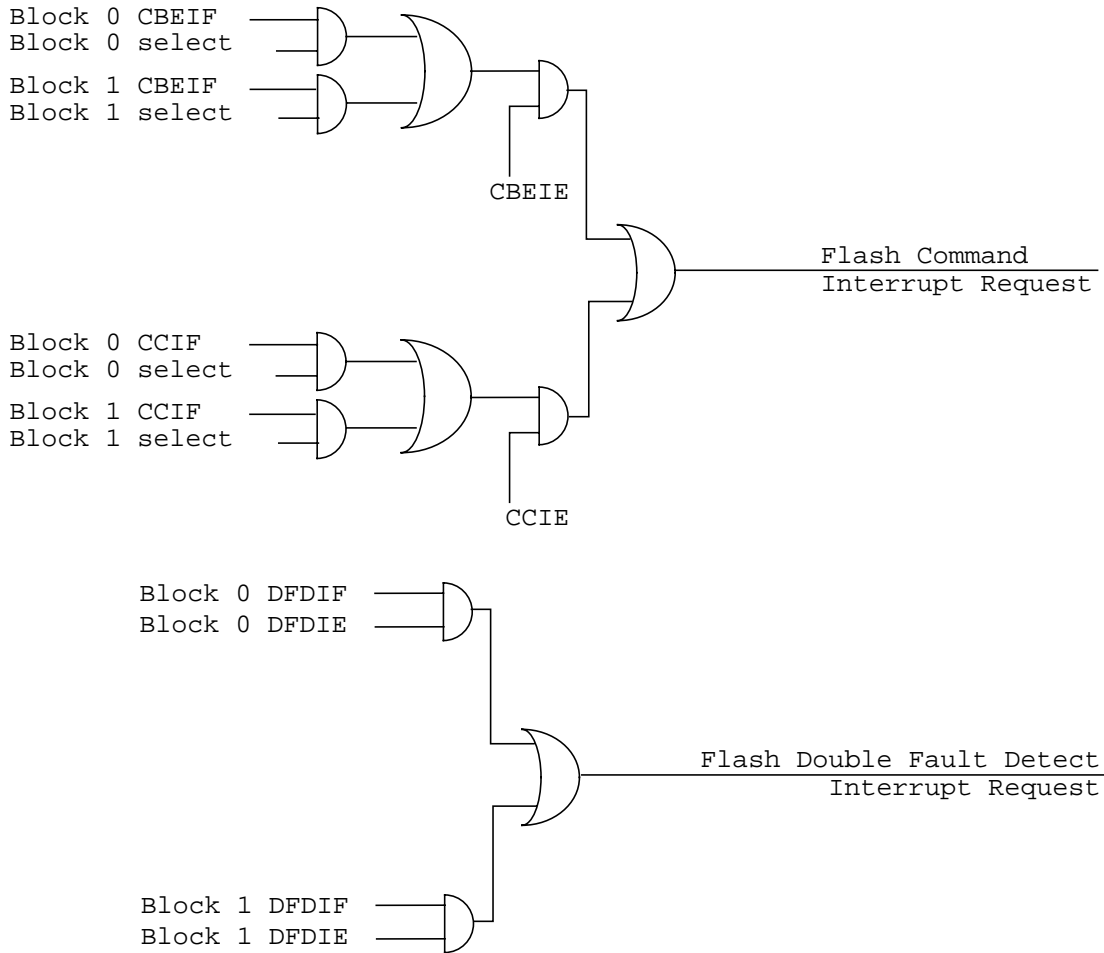 Block 0 CBEIF
Block 0 select
Block 1 CBEIF
Block 1 select
CBEIE
Flash Command
Interrupt Request
Block 0 CCIF
Block 0 select
Block 1 CCIF
Block 1 select
CCIE
Block 0 DFDIF
Block 0 DFDIE
Flash Double Fault Detect
Interrupt Request
Block 1 DFDIF
Block 1 DFDIE